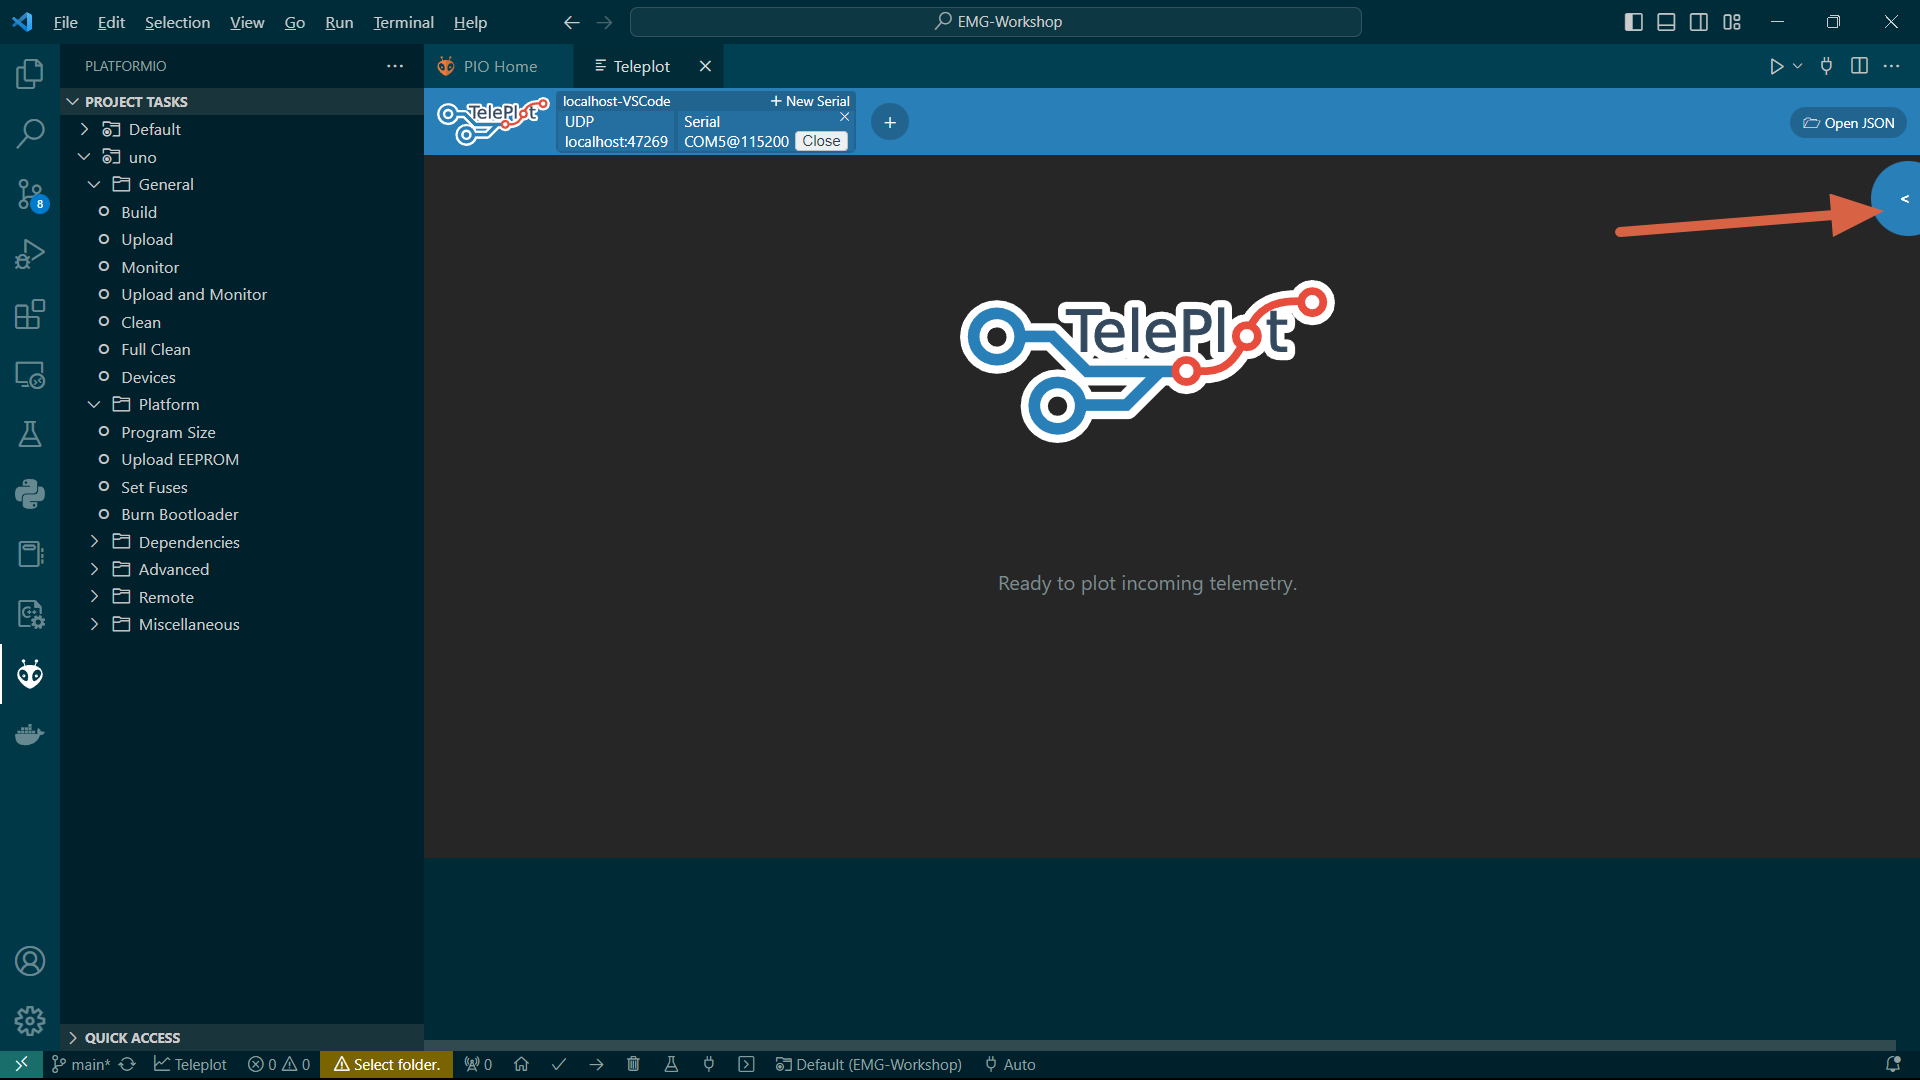 File Edit Selection View Go Run Terminal Help
EMG-Workshop
PLATFORMIO
PIO Home
Teleplot
PROJECT TASKS
Default
uno
General
Build
Upload
Monitor
Upload and Monitor
Clean
Full Clean
Devices
Platform
Program Size
Upload EEPROM
Set Fuses
Burn Bootloader
Dependencies
Advanced
Remote
Miscellaneous
QUICK ACCESS
8
TelePlot
localhost-VSCode
+ New Serial
UDP
localhost:47269
Serial
COM5@115200 Close
+
Open JSON
<
TelePlot
Ready to plot incoming telemetry.
main* Teleplot 0 0 Select folder. 0 Default (EMG-Workshop) Auto